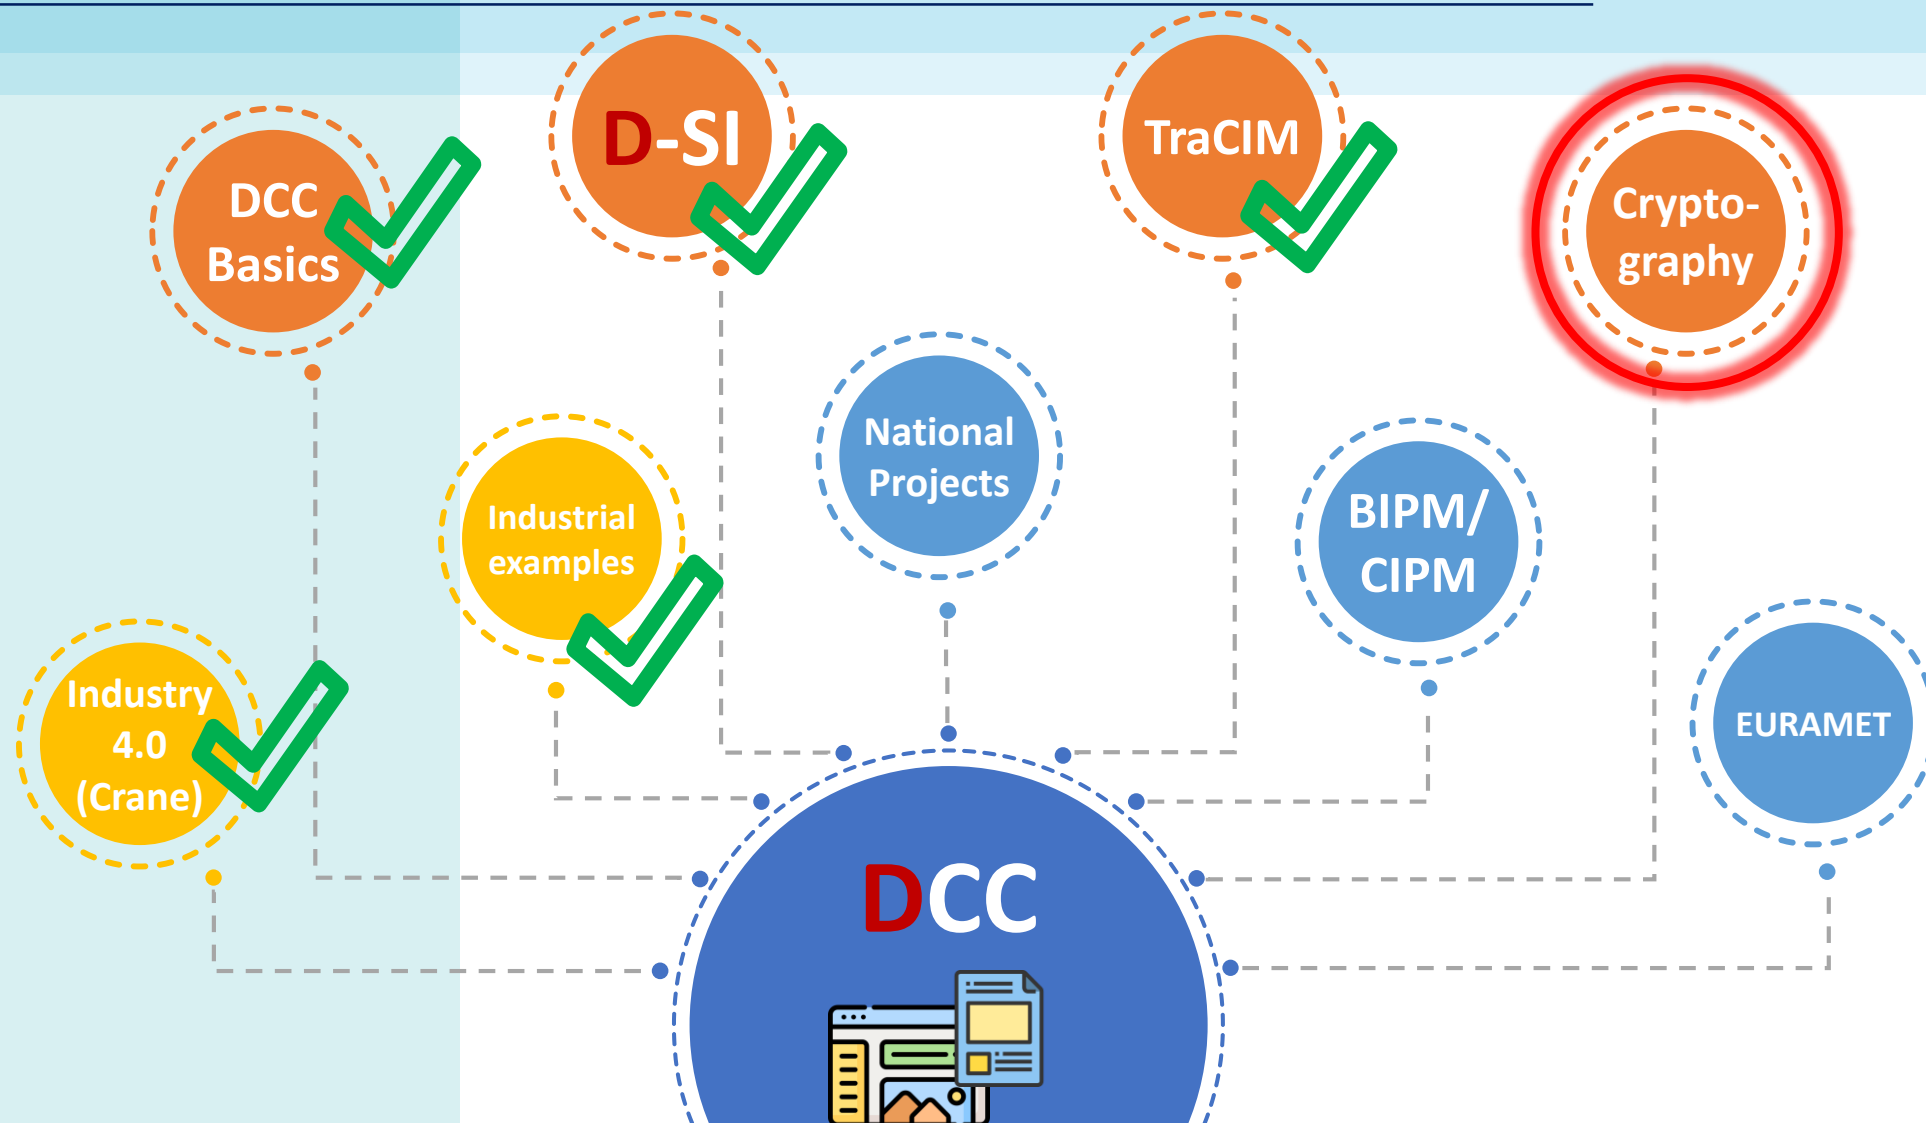 D-SI
TraCIM
DCC
Basics
Crypto-
graphy
National
Projects
Industrial
examples
BIPM/
CIPM
Industry
4.0
(Crane)
EURAMET
DCC